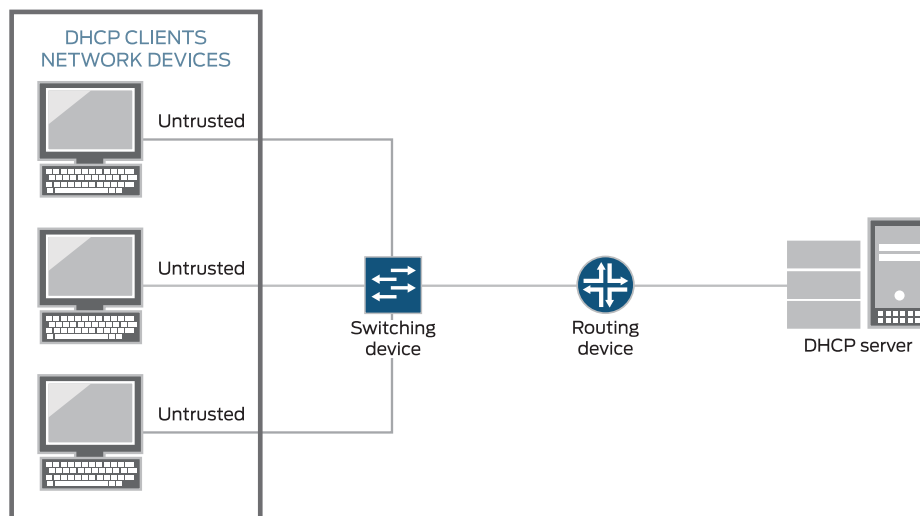 DHCP CLIENTS
NETWORK DEVICES
Untrusted
Untrusted
Untrusted
Switching
device
Routing
device
DHCP server